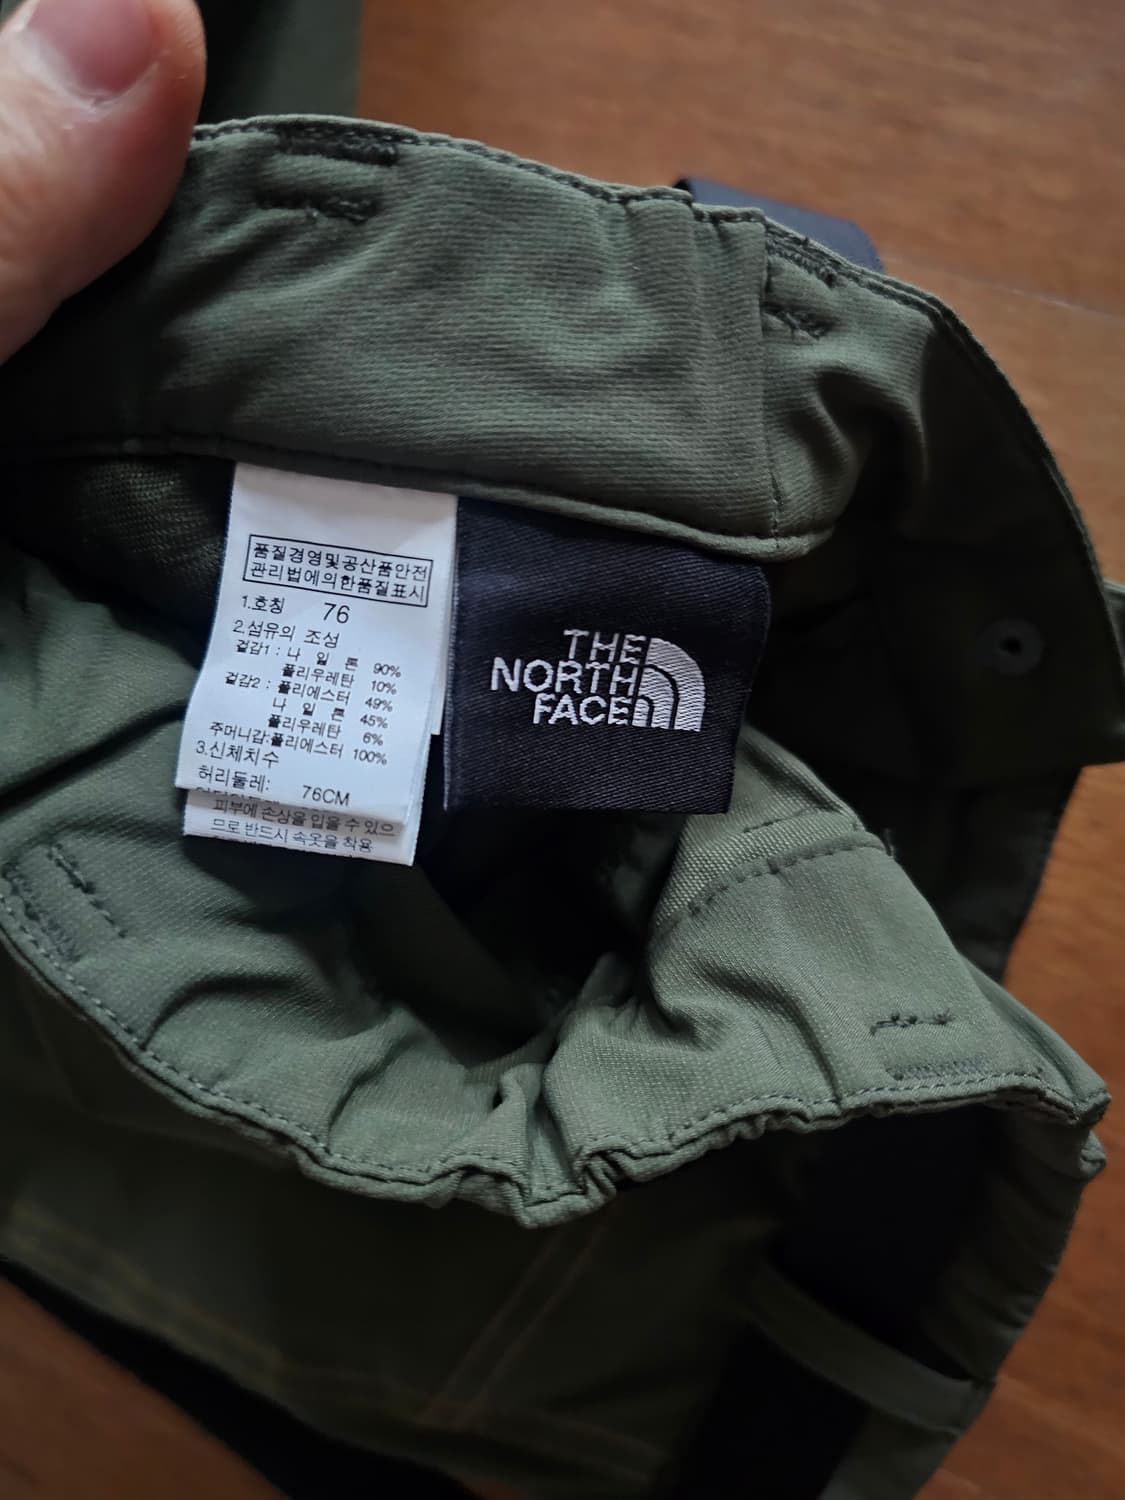 품질경영및공산품안전
관리법에의한품질표시
1.호칭 76
2.섬유의 조성
겉감1 : 나 일 론 90%
폴리우레탄 10%
겉감2 : 폴리에스터 49%
나 일 론 45%
폴리우레탄 6%
주머니감:폴리에스터 100%
3.신체치수
허리둘레: 76CM
피부에 손상을 입을 수 있으
므로 반드시 속옷을 착용
THE
NORTH
FACE